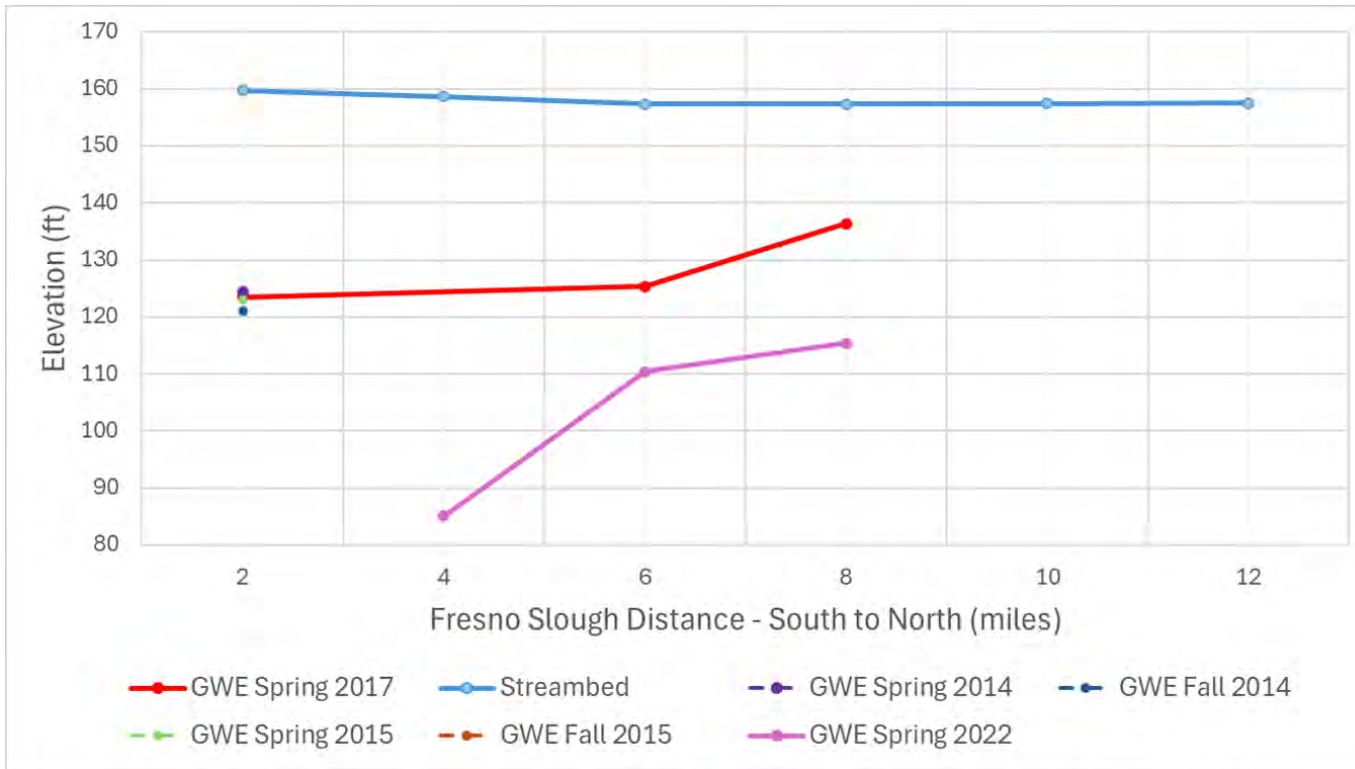 170
160
150
140
130
120
110
100
90
80
Elevation (ft)
2 4 6 8 10 12
Fresno Slough Distance - South to North (miles)
GWE Spring 2017 Streambed GWE Spring 2014 GWE Fall 2014
GWE Spring 2015 GWE Fall 2015 GWE Spring 2022